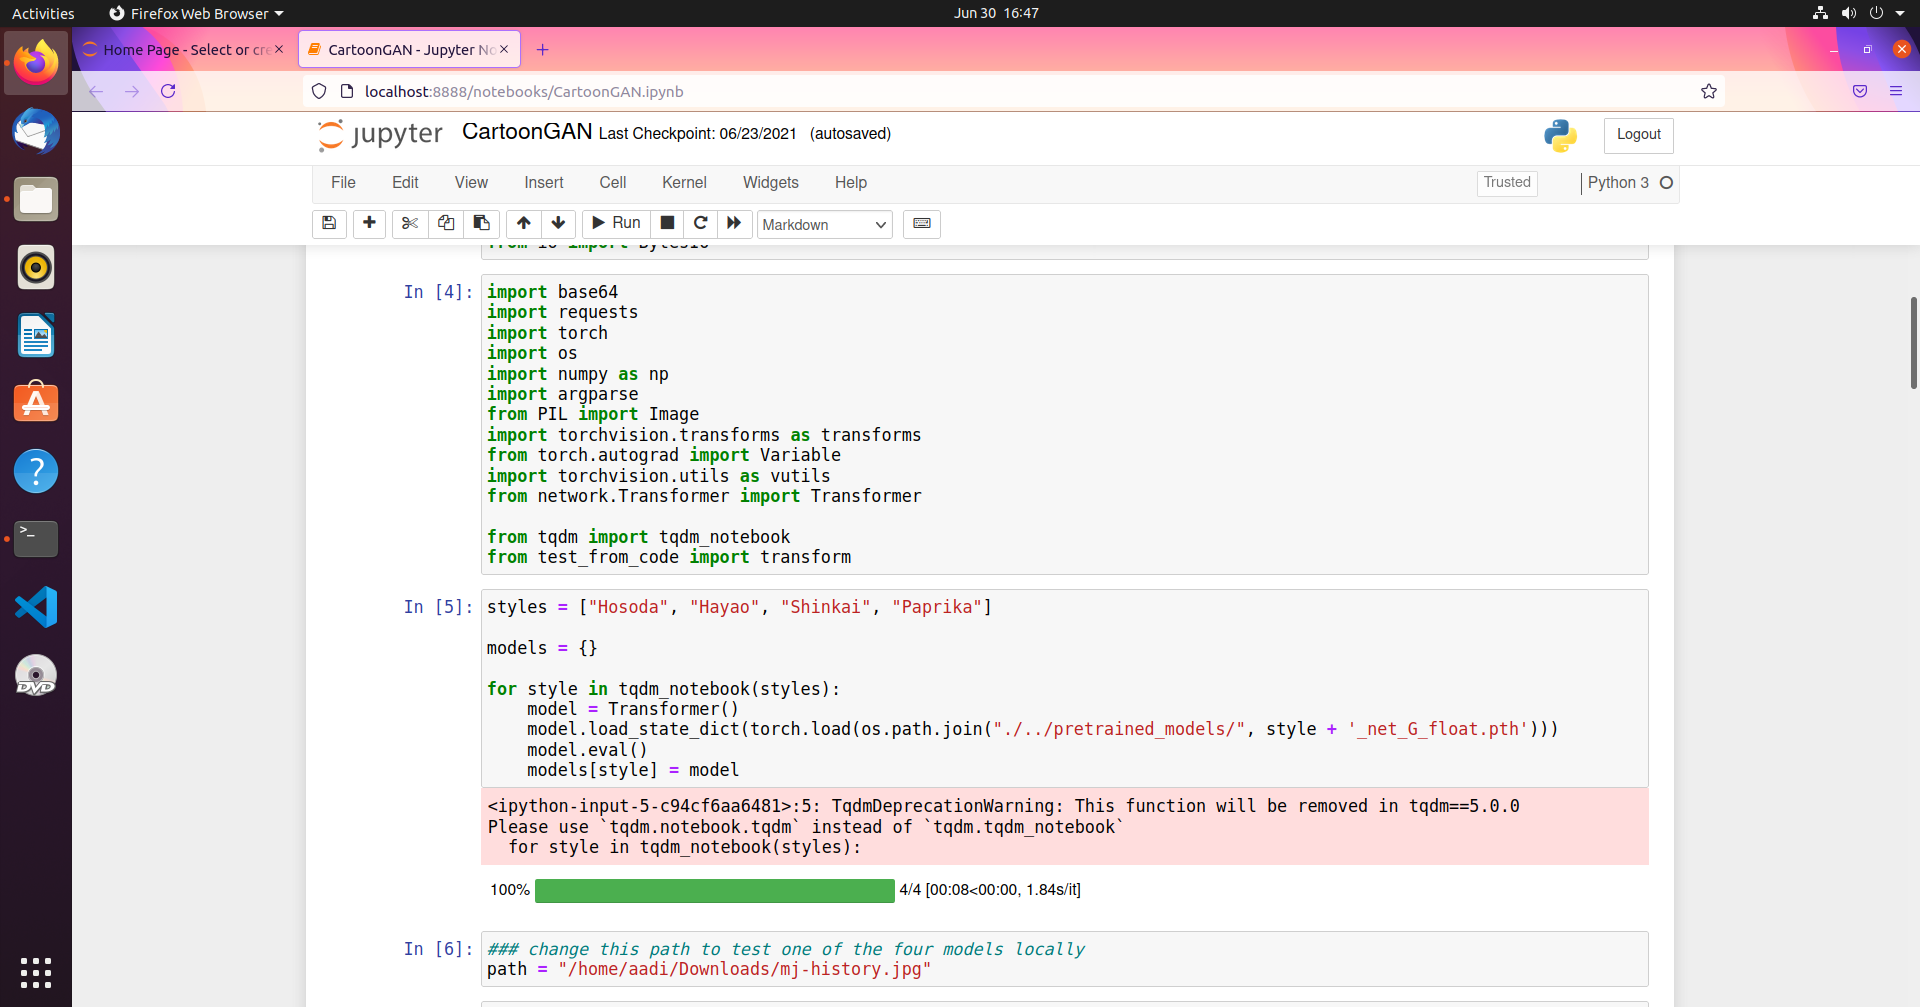 Activities
Firefox Web Browser
Jun 30 16:47
Home Page - Select or cre
CartoonGAN - Jupyter No
localhost:8888/notebooks/CartoonGAN.ipynb
jupyter
CartoonGAN Last Checkpoint: 06/23/2021 (autosaved)
Logout
File Edit View Insert Cell Kernel Widgets Help
Trusted
Python 3
Run
Markdown
from io import BytesIO
In [4]:
import base64
import requests
import torch
import os
import numpy as np
import argparse
from PIL import Image
import torchvision.transforms as transforms
from torch.autograd import Variable
import torchvision.utils as vutils
from network.Transformer import Transformer
from tqdm import tqdm_notebook
from test_from_code import transform
In [5]:
styles = ["Hosoda", "Hayao", "Shinkai", "Paprika"]
models = {}
for style in tqdm_notebook(styles):
    model = Transformer()
    model.load_state_dict(torch.load(os.path.join("./../pretrained_models/", style + '_net_G_float.pth')))
    model.eval()
    models[style] = model
<ipython-input-5-c94cf6aa6481>:5: TqdmDeprecationWarning: This function will be removed in tqdm==5.0.0
Please use `tqdm.notebook.tqdm` instead of `tqdm.tqdm_notebook`
  for style in tqdm_notebook(styles):
100%
4/4 [00:08<00:00, 1.84s/it]
In [6]:
### change this path to test one of the four models locally
path = "/home/aadi/Downloads/mj-history.jpg"
>_
?
DVD